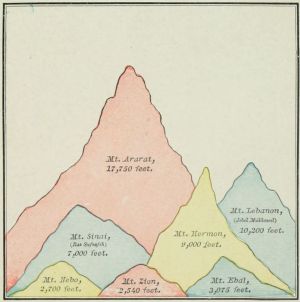 Mt. Ararat,
17,750 feet.
Mt. Lebanon,
(Jebel Mukhmel)
10,200 feet.
Mt. Hermon,
9,000 feet.
Mt. Sinai,
(Ras Sufsafeh)
7,000 feet.
Mt. Nebo,
2,700 feet.
Mt. Zion,
2,540 feet.
Mt. Ebal,
3,075 feet.